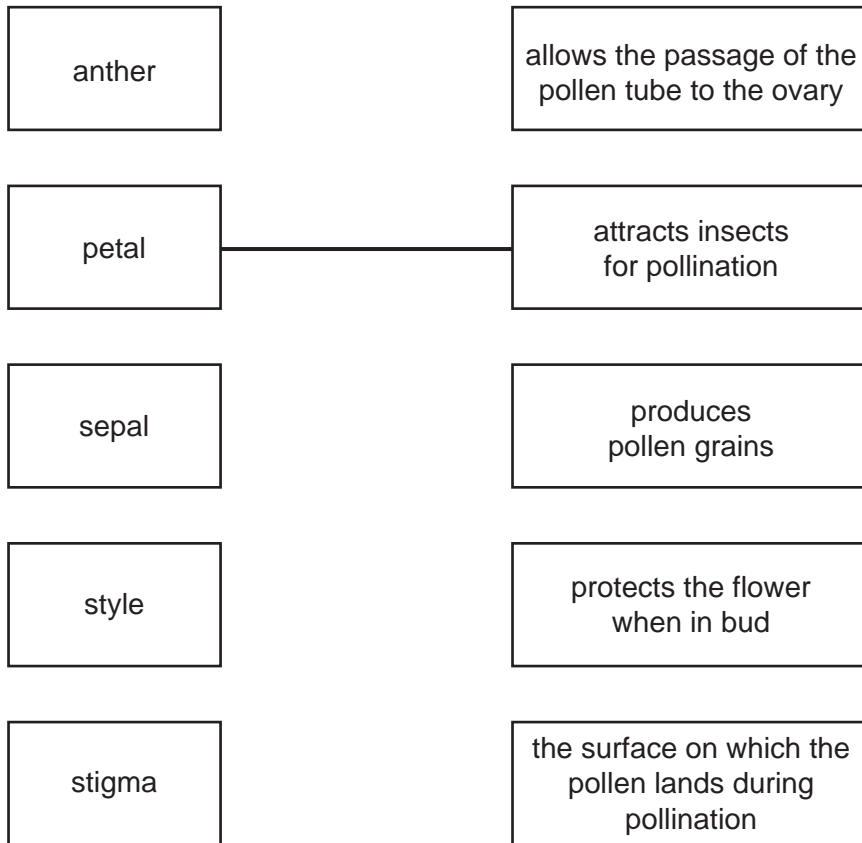 anther
allows the passage of the
pollen tube to the ovary
petal
attracts insects
for pollination
sepal
produces
pollen grains
style
protects the flower
when in bud
stigma
the surface on which the
pollen lands during
pollination